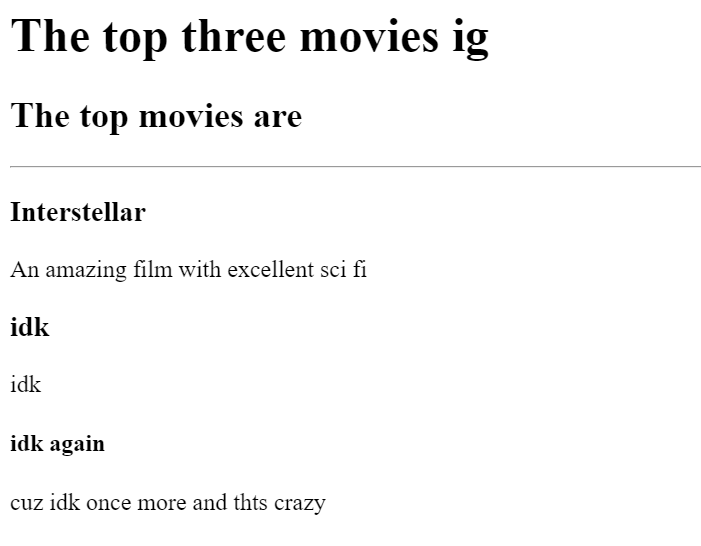 The top three movies ig
The top movies are
Interstellar
An amazing film with excellent sci fi
idk
idk
idk again
cuz idk once more and thts crazy